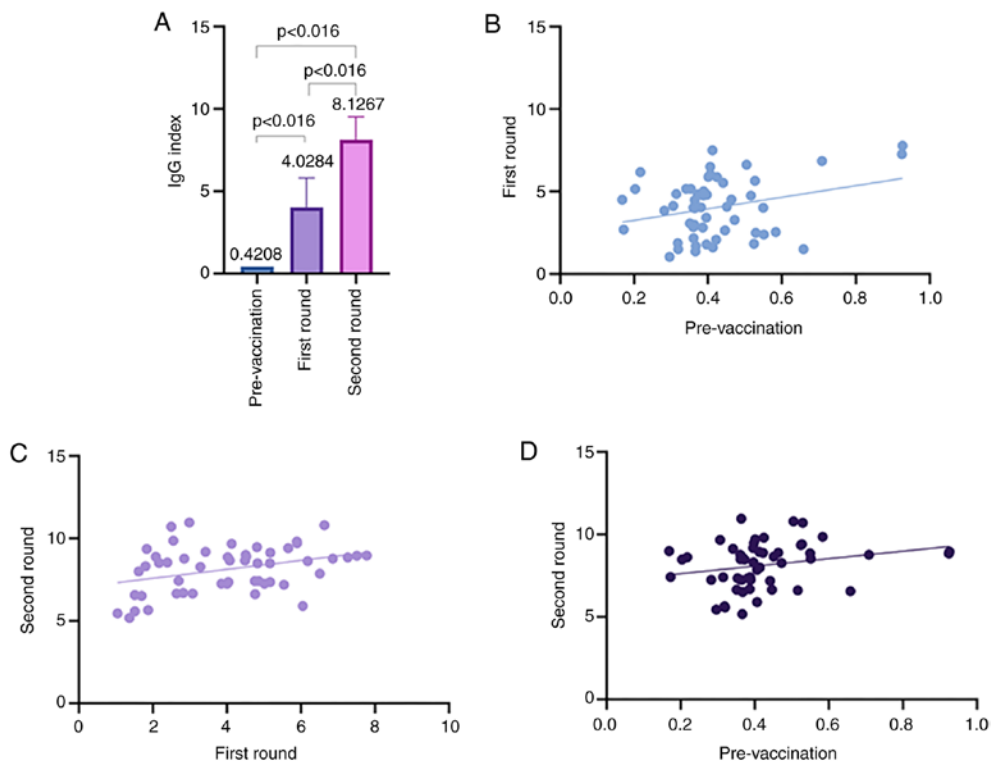 A
15
10
5
0
IgG index
p<0.016
p<0.016
8.1267
p<0.016
4.0284
0.4208
Pre-vaccination
First round
Second round
B
15
10
5
0
First round
0.0 0.2 0.4 0.6 0.8 1.0
Pre-vaccination
C
15
10
5
0
Second round
0 2 4 6 8 10
First round
D
15
10
5
0
Second round
0.0 0.2 0.4 0.6 0.8 1.0
Pre-vaccination